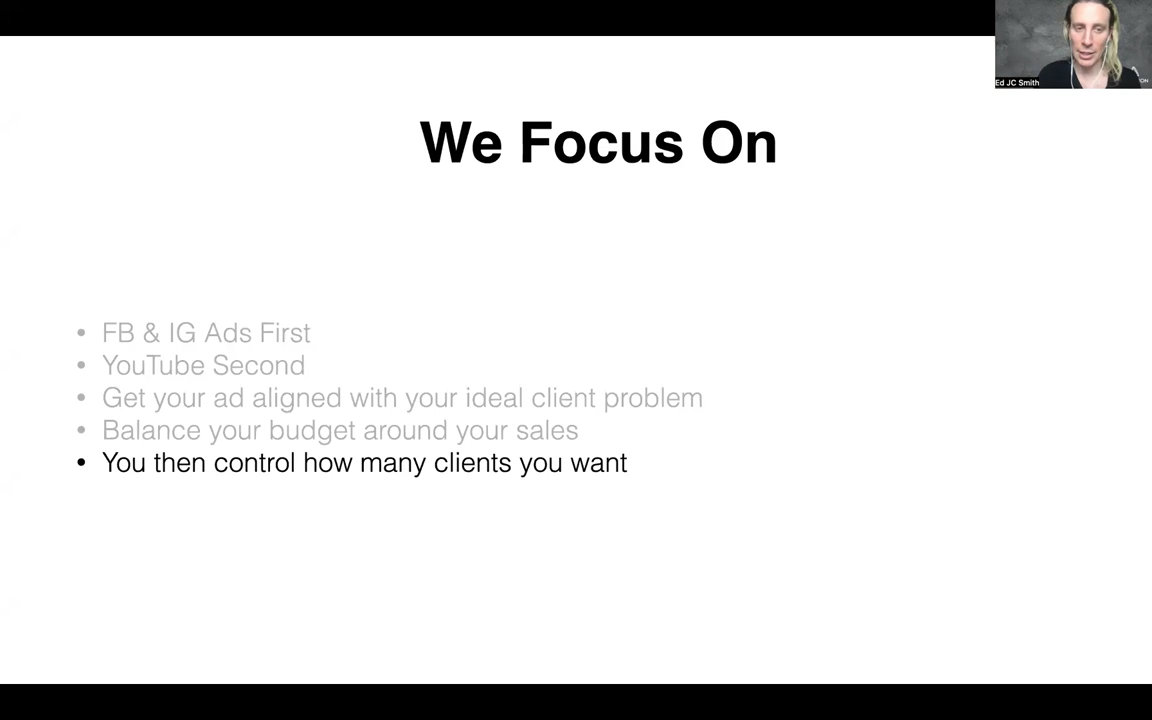 Ed JC Smith
We Focus On
• FB & IG Ads First
• YouTube Second
• Get your ad aligned with your ideal client problem
• Balance your budget around your sales
• You then control how many clients you want